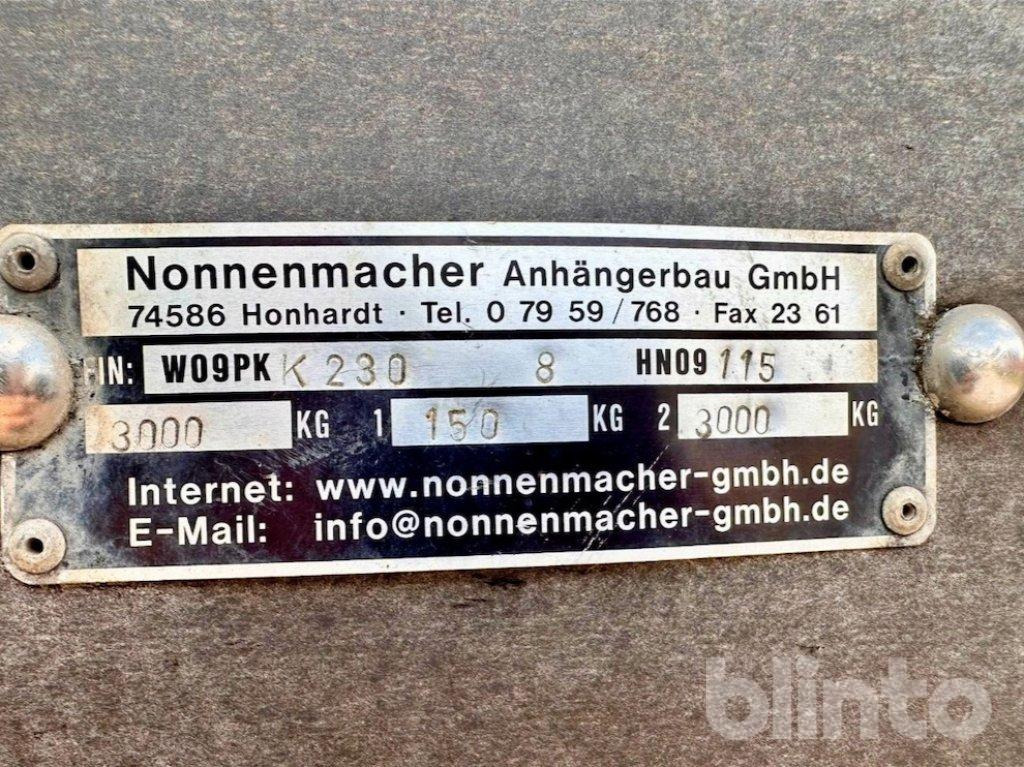 Nonnenmacher Anhängerbau GmbH
74586 Honhardt · Tel. 0 79 59 / 768 · Fax 23 61
FIN: W09PK K 230 8 HN09 115
3000 KG 1 150 KG 2 3000 KG
Internet: www.nonnenmacher-gmbh.de
E-Mail: info@nonnenmacher-gmbh.de
blinto